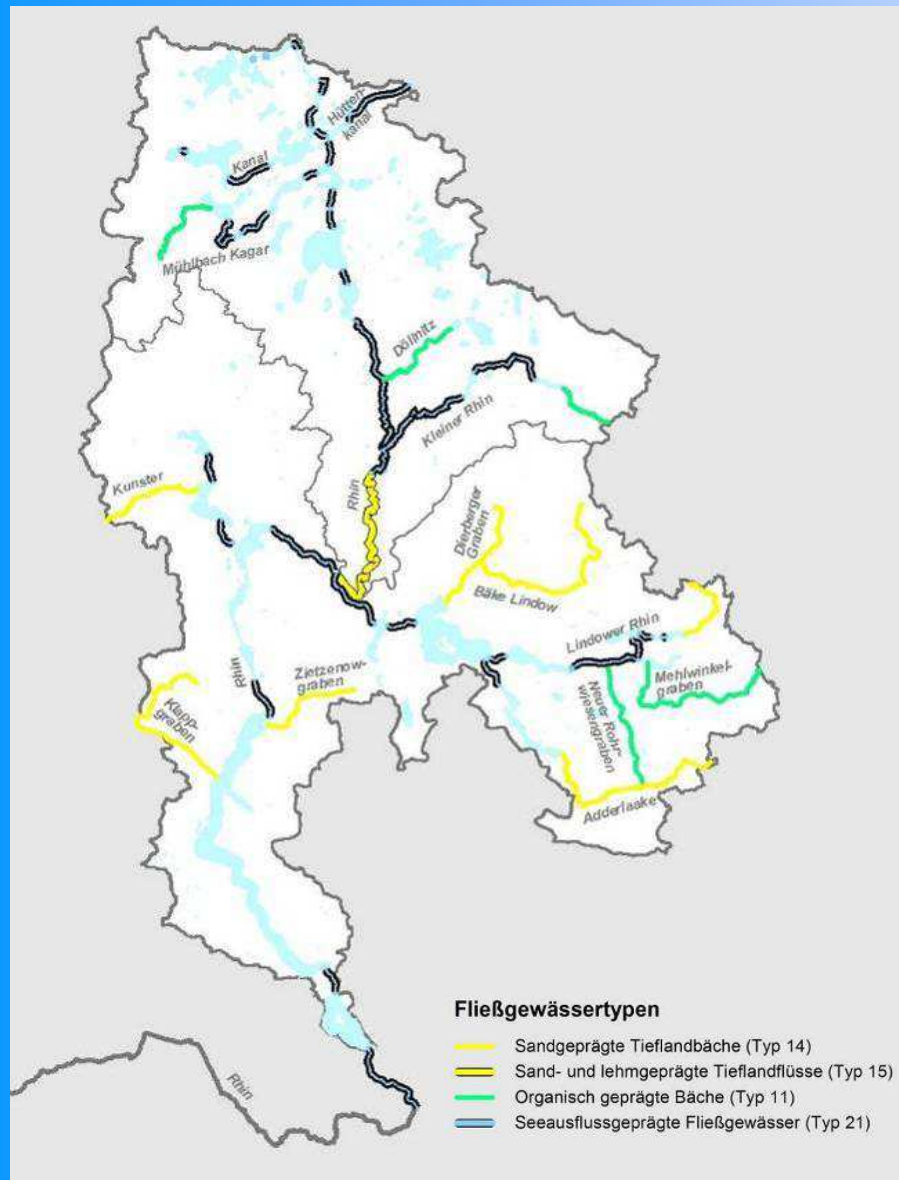 Hütten-
kanal
Kanal
Mühlbach Kagar
Döllnitz
Kleiner Rhin
Kunster
Rhin
Dierberger
Graben
Bäke Lindow
Lindower Rhin
Rhin
Zietzenow-
graben
Mehlwinkel-
graben
Neuer Rohr-
wiesengraben
Klapp-
graben
Adderlaake
Rhin
Fließgewässertypen
Sandgeprägte Tieflandbäche (Typ 14)
Sand- und lehmgeprägte Tieflandflüsse (Typ 15)
Organisch geprägte Bäche (Typ 11)
Seeausflussgeprägte Fließgewässer (Typ 21)